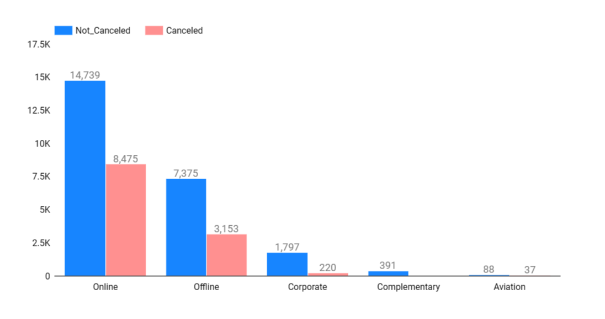 Not_Canceled Canceled
17.5K
15K
12.5K
10K
7.5K
5K
2.5K
0
14,739
8,475
7,375
3,153
1,797
220
391
88
37
Online Offline Corporate Complementary Aviation